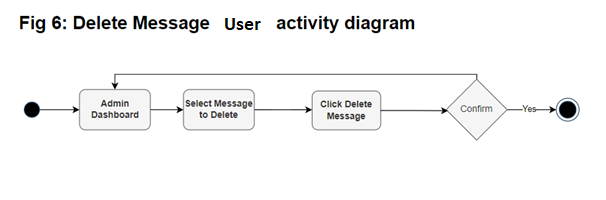 Fig 6: Delete Message User activity diagram
Admin
Dashboard
Select Message
to Delete
Click Delete
Message
Confirm
Yes